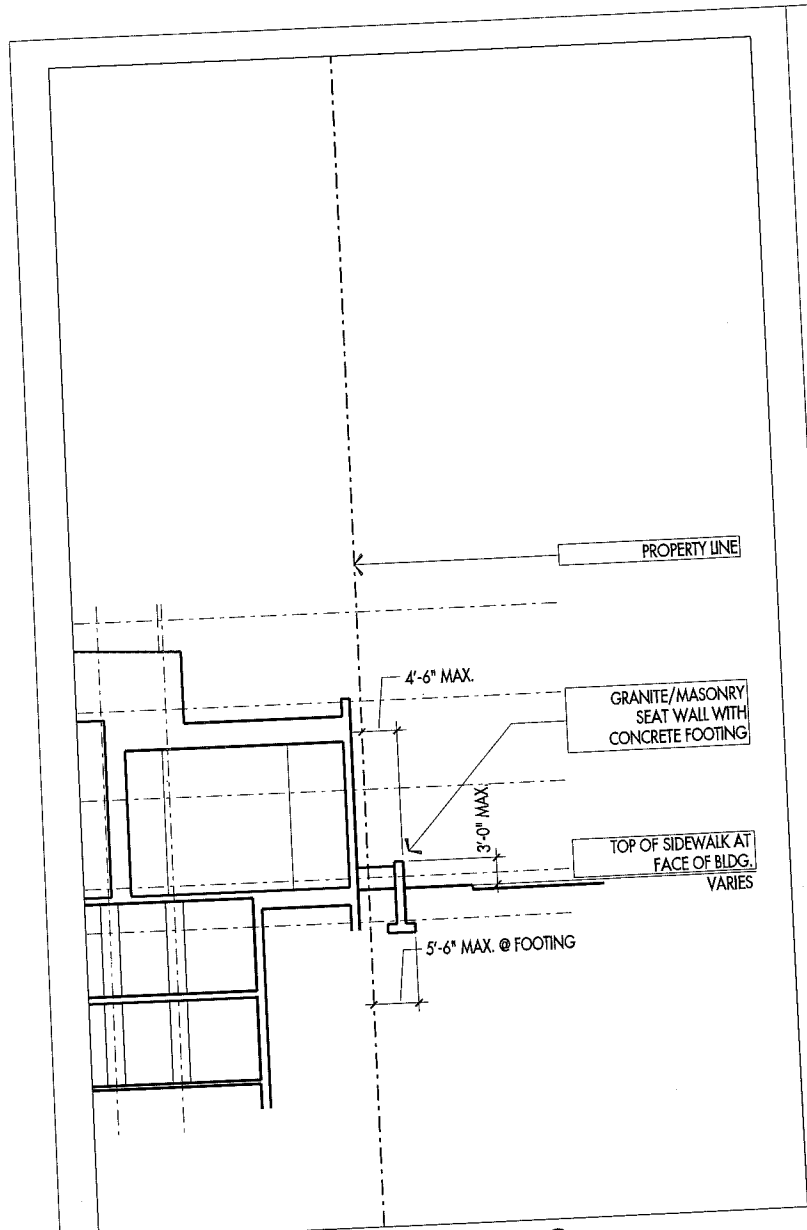 PROPERTY LINE
4'-6" MAX.
GRANITE/MASONRY
SEAT WALL WITH
CONCRETE FOOTING
3'-0" MAX.
TOP OF SIDEWALK AT
FACE OF BLDG.
VARIES
5'-6" MAX. @ FOOTING